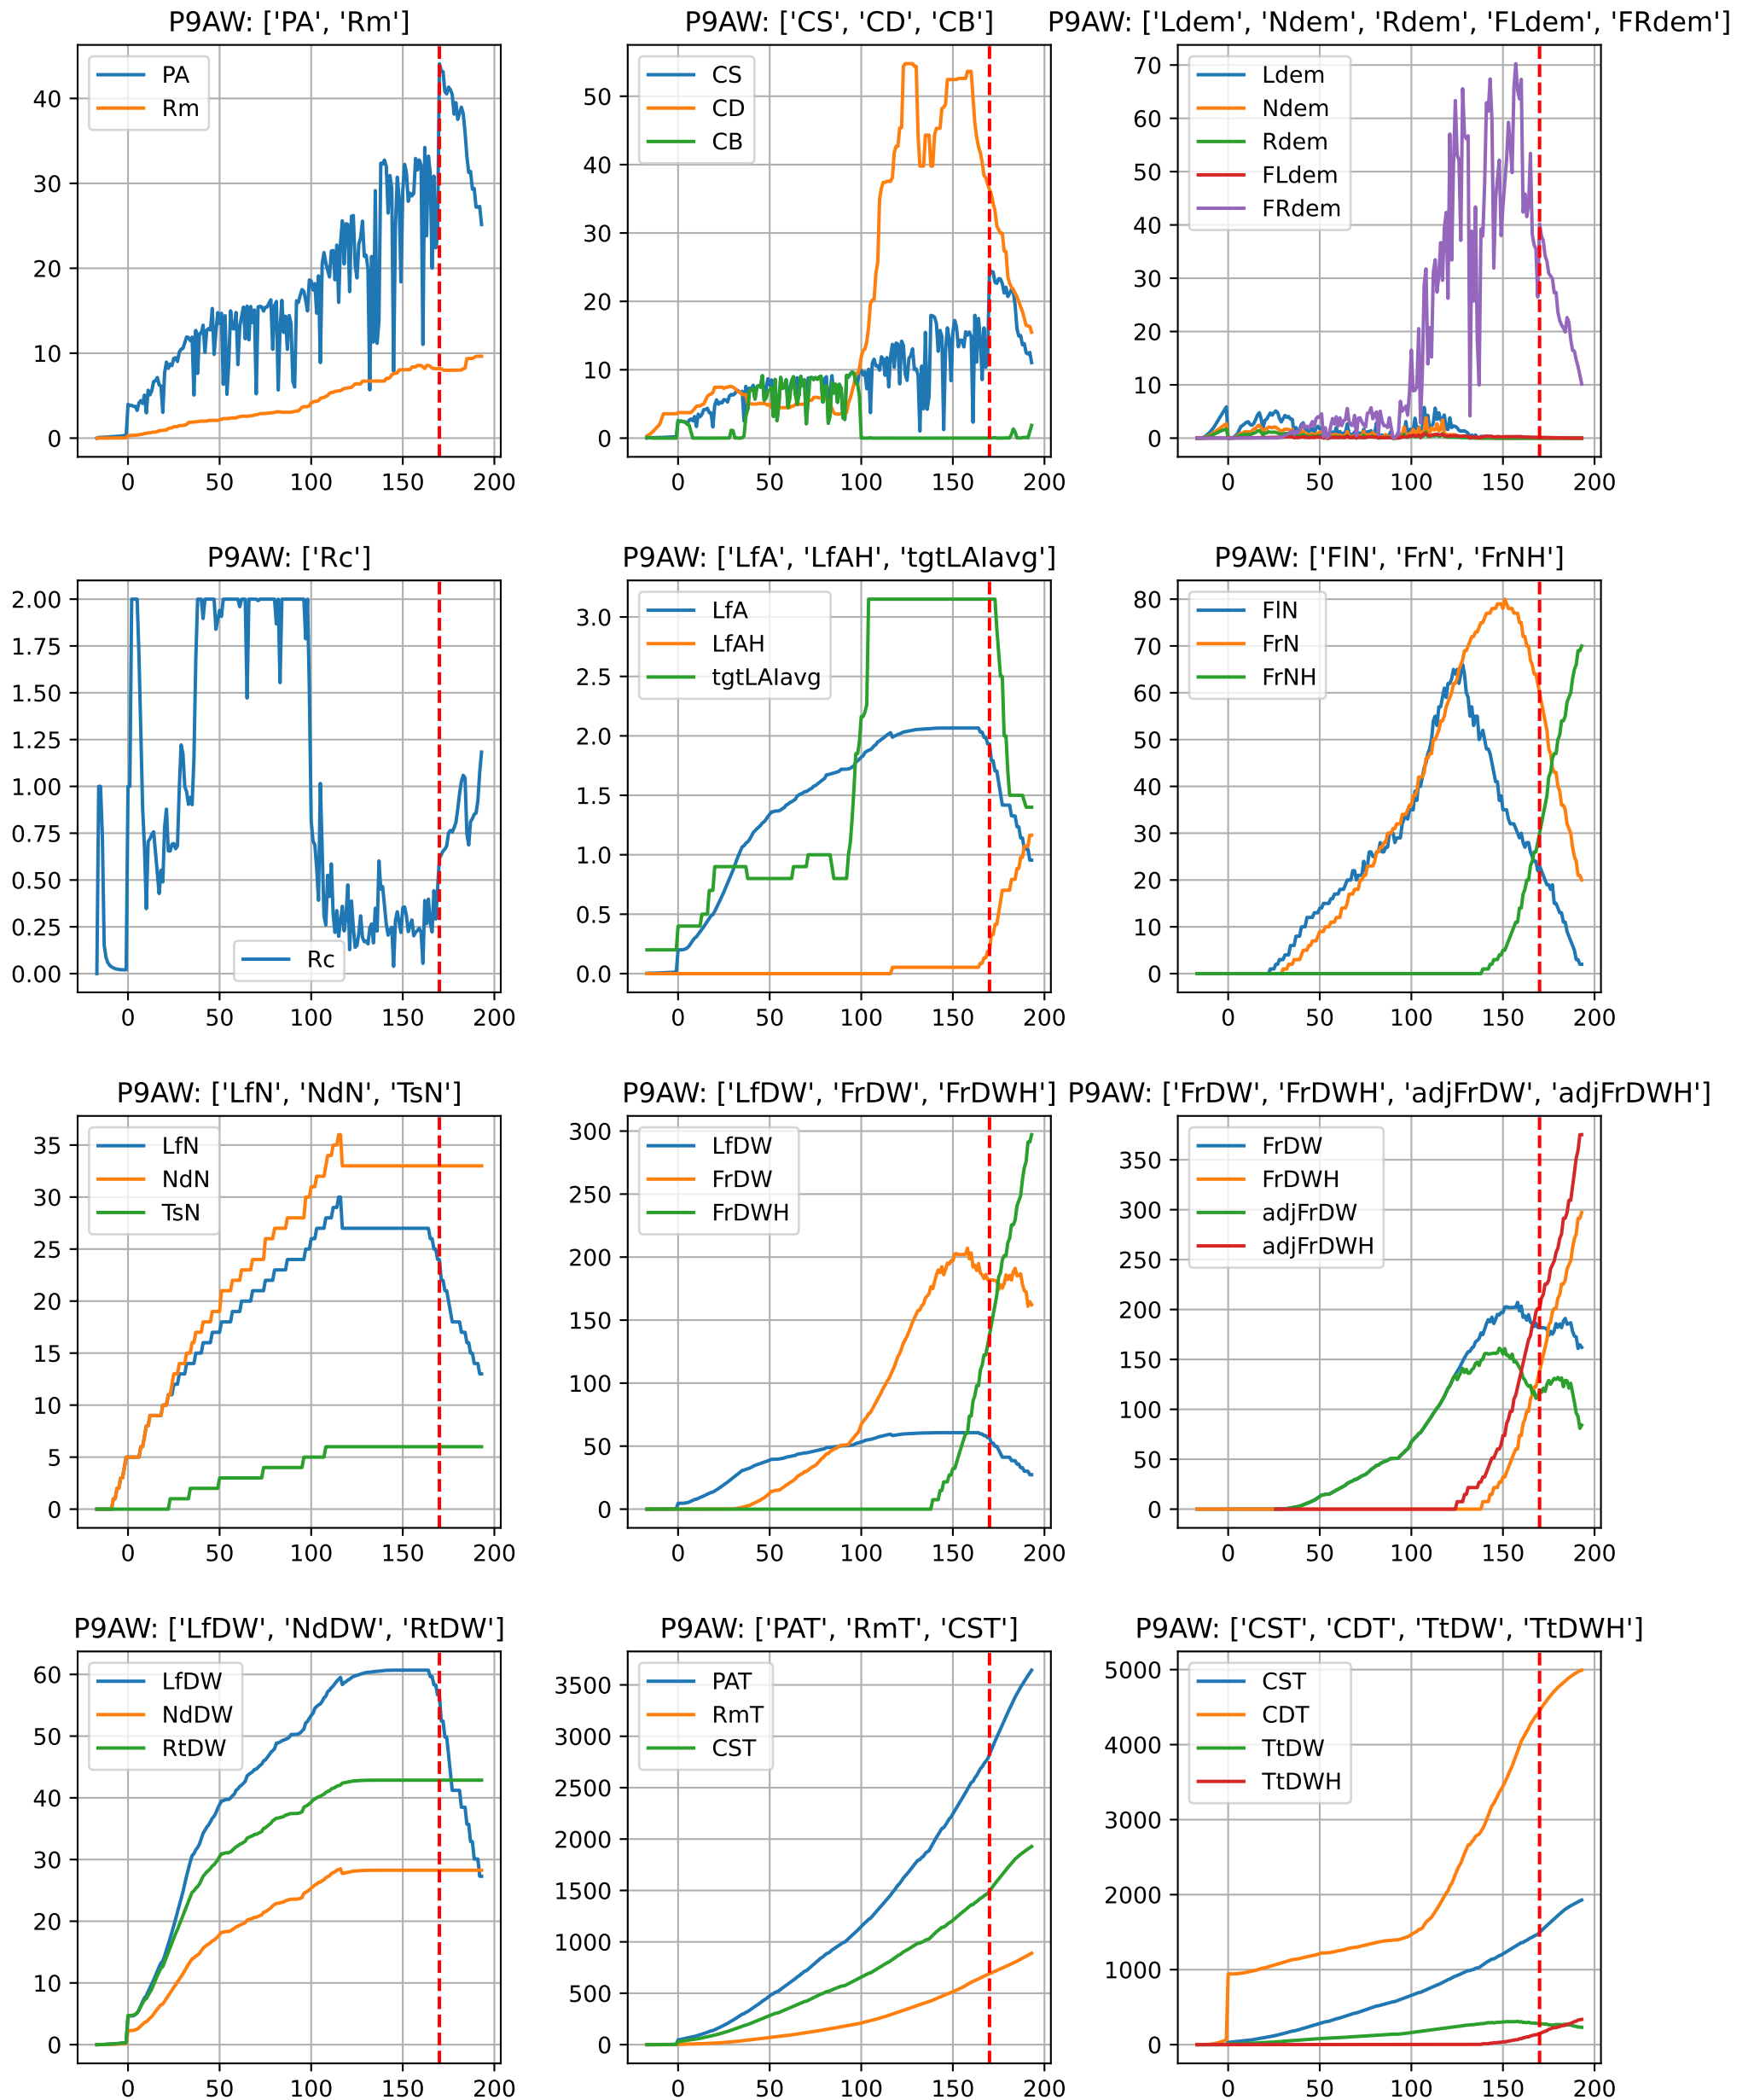 P9AW: ['PA', 'Rm']
PA
Rm
40
30
20
10
0
0 50 100 150 200
P9AW: ['CS', 'CD', 'CB']
CS
CD
CB
50
40
30
20
10
0
0 50 100 150 200
P9AW: ['Ldem', 'Ndem', 'Rdem', 'FLdem', 'FRdem']
Ldem
Ndem
Rdem
FLdem
FRdem
70
60
50
40
30
20
10
0
0 50 100 150 200
P9AW: ['Rc']
2.00
1.75
1.50
1.25
1.00
0.75
0.50
0.25
0.00
Rc
0 50 100 150 200
P9AW: ['LfA', 'LfAH', 'tgtLAIavg']
LfA
LfAH
tgtLAIavg
3.0
2.5
2.0
1.5
1.0
0.5
0.0
0 50 100 150 200
P9AW: ['FlN', 'FrN', 'FrNH']
FlN
FrN
FrNH
80
70
60
50
40
30
20
10
0
0 50 100 150 200
P9AW: ['LfN', 'NdN', 'TsN']
LfN
NdN
TsN
35
30
25
20
15
10
5
0
0 50 100 150 200
P9AW: ['LfDW', 'FrDW', 'FrDWH']
LfDW
FrDW
FrDWH
300
250
200
150
100
50
0
0 50 100 150 200
P9AW: ['FrDW', 'FrDWH', 'adjFrDW', 'adjFrDWH']
FrDW
FrDWH
adjFrDW
adjFrDWH
350
300
250
200
150
100
50
0
0 50 100 150 200
P9AW: ['LfDW', 'NdDW', 'RtDW']
LfDW
NdDW
RtDW
60
50
40
30
20
10
0
0 50 100 150 200
P9AW: ['PAT', 'RmT', 'CST']
PAT
RmT
CST
3500
3000
2500
2000
1500
1000
500
0
0 50 100 150 200
P9AW: ['CST', 'CDT', 'TtDW', 'TtDWH']
CST
CDT
TtDW
TtDWH
5000
4000
3000
2000
1000
0
0 50 100 150 200